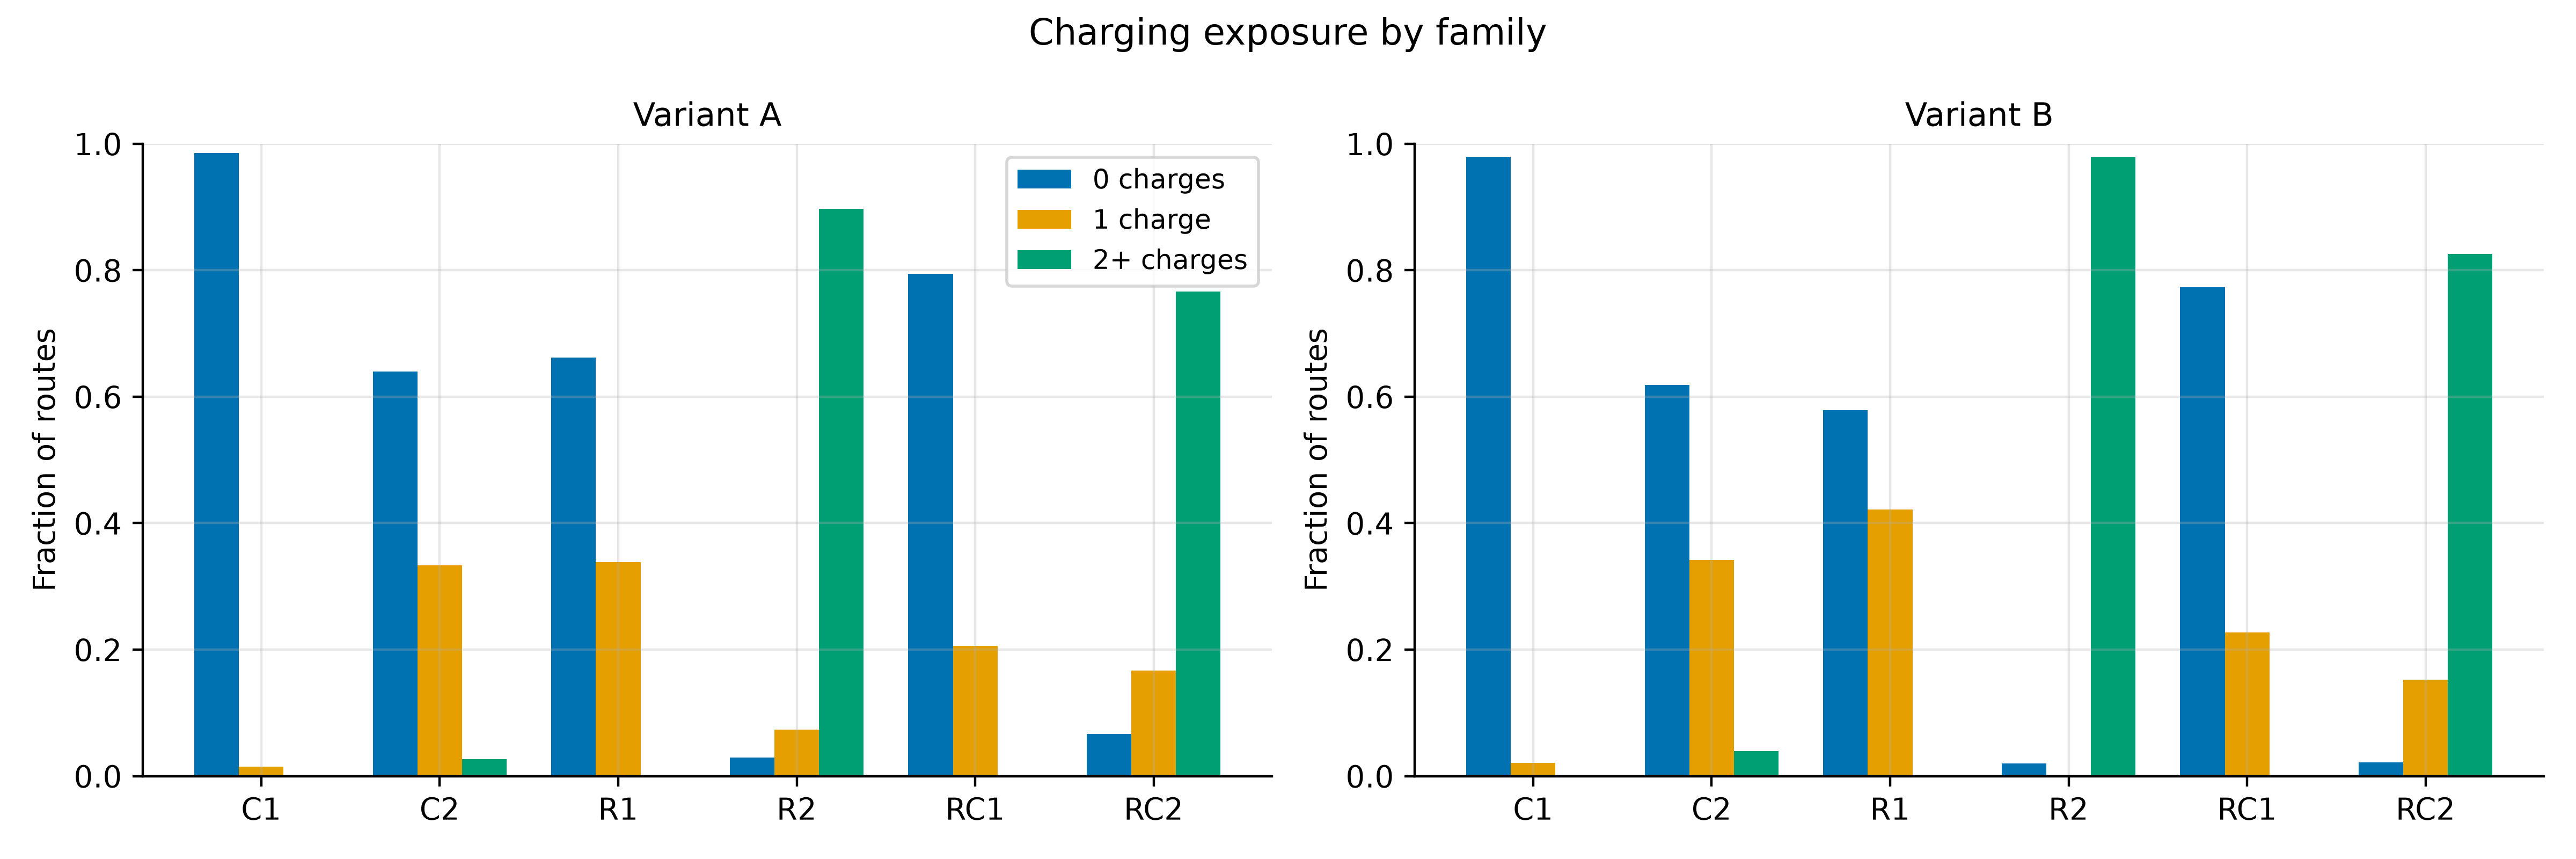 Charging exposure by family
Variant A
Fraction of routes
1.0
0.8
0.6
0.4
0.2
0.0
C1 C2 R1 R2 RC1 RC2
0 charges
1 charge
2+ charges
Variant B
Fraction of routes
1.0
0.8
0.6
0.4
0.2
0.0
C1 C2 R1 R2 RC1 RC2